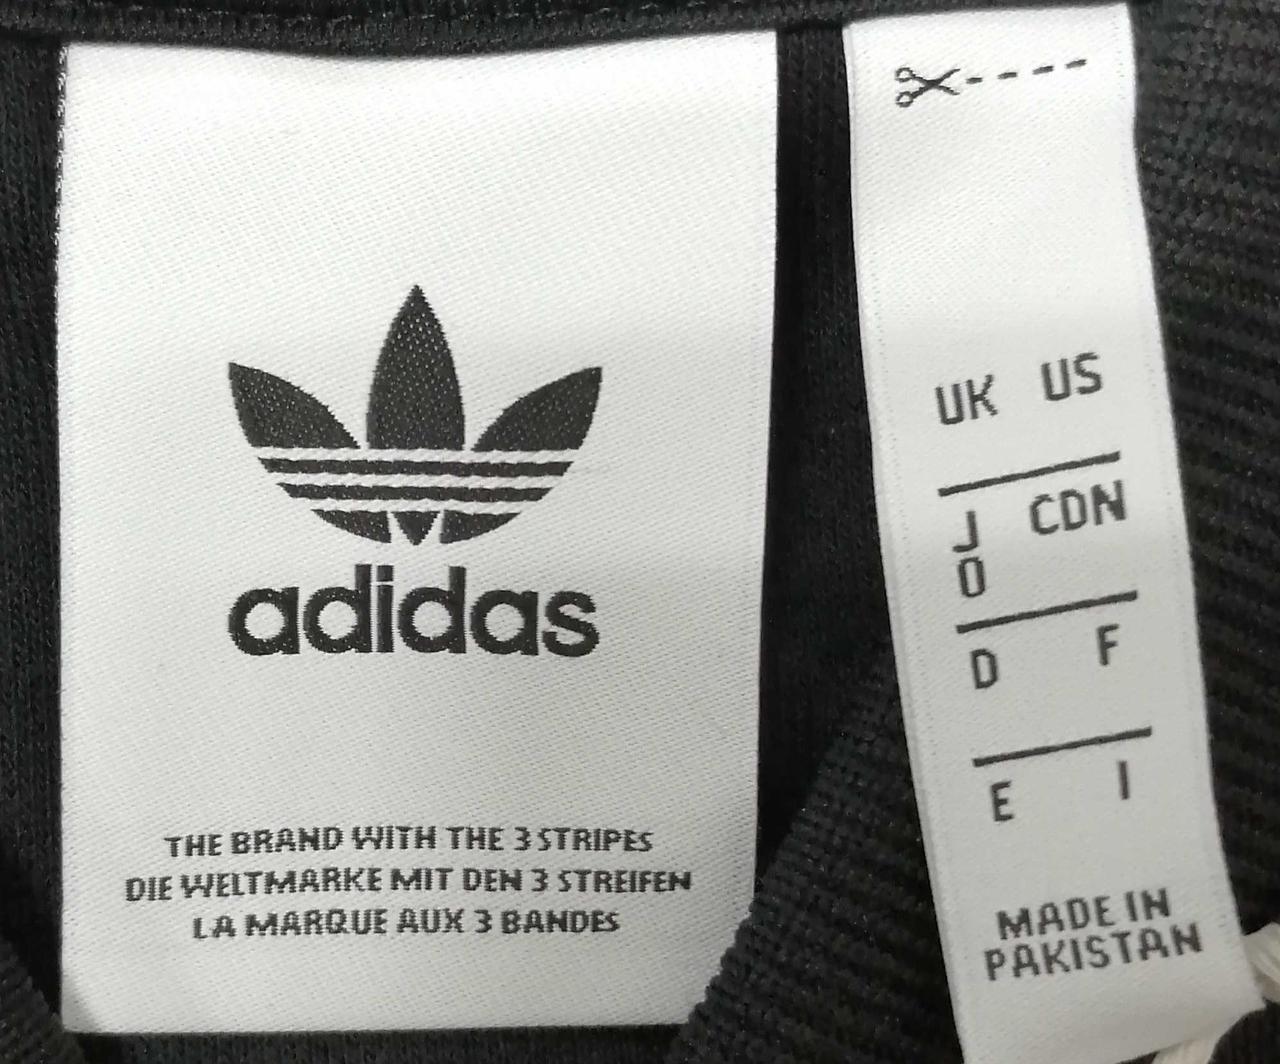 adidas
THE BRAND WITH THE 3 STRIPES
DIE WELTMARKE MIT DEN 3 STREIFEN
LA MARQUE AUX 3 BANDES
UK US
J CDN
O
D F
E I
MADE IN
PAKISTAN